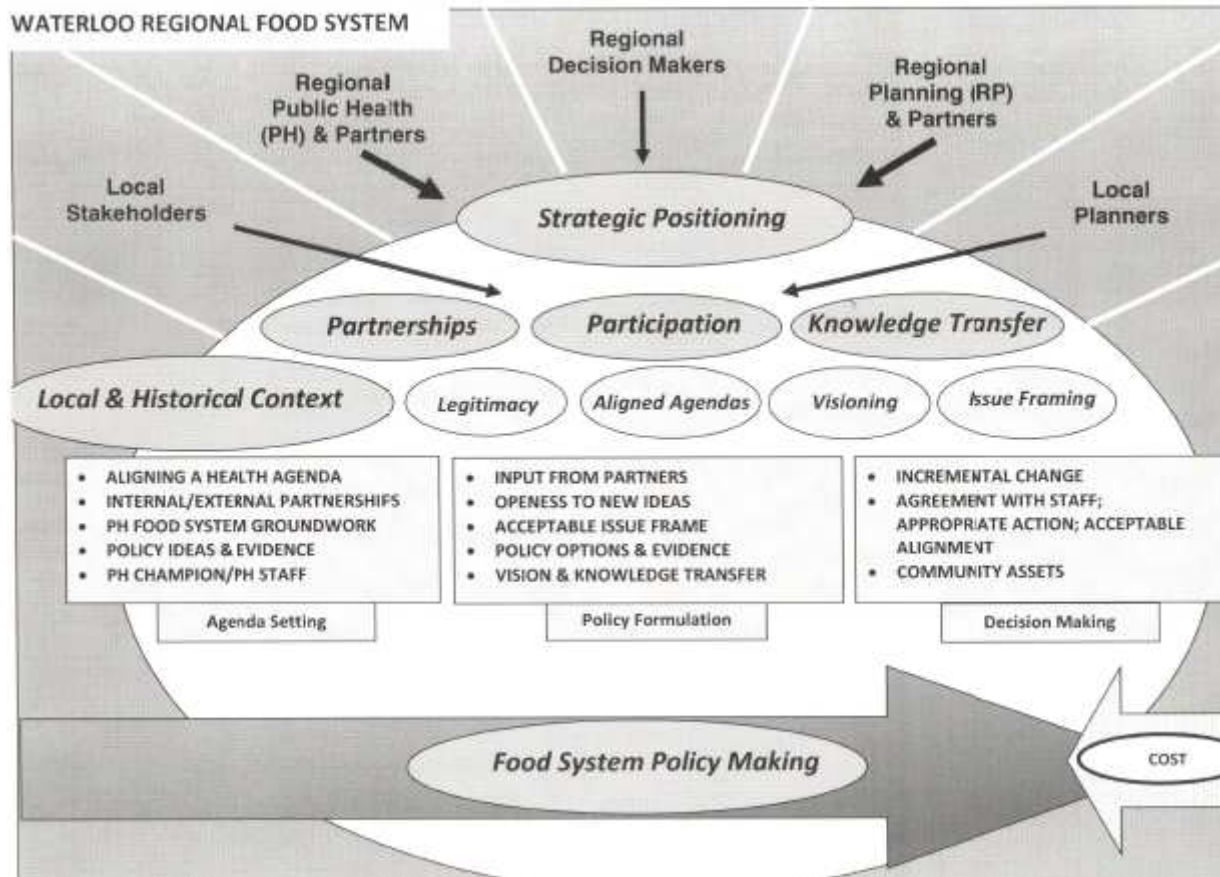 WATERLOO REGIONAL FOOD SYSTEM
Regional
Decision Makers
Regional
Public Health
(PH) & Partners
Regional
Planning (RP)
& Partners
Local
Stakeholders
Local
Planners
Strategic Positioning
Partnerships
Participation
Knowledge Transfer
Local & Historical Context
Legitimacy
Aligned Agendas
Visioning
Issue Framing
• ALIGNING A HEALTH AGENDA
• INTERNAL/EXTERNAL PARTNERSHIPS
• PH FOOD SYSTEM GROUNDWORK
• POLICY IDEAS & EVIDENCE
• PH CHAMPION/PH STAFF
Agenda Setting
• INPUT FROM PARTNERS
• OPENESS TO NEW IDEAS
• ACCEPTABLE ISSUE FRAME
• POLICY OPTIONS & EVIDENCE
• VISION & KNOWLEDGE TRANSFER
Policy Formulation
• INCREMENTAL CHANGE
• AGREEMENT WITH STAFF;
APPROPRIATE ACTION; ACCEPTABLE
ALIGNMENT
• COMMUNITY ASSETS
Decision Making
Food System Policy Making
COST